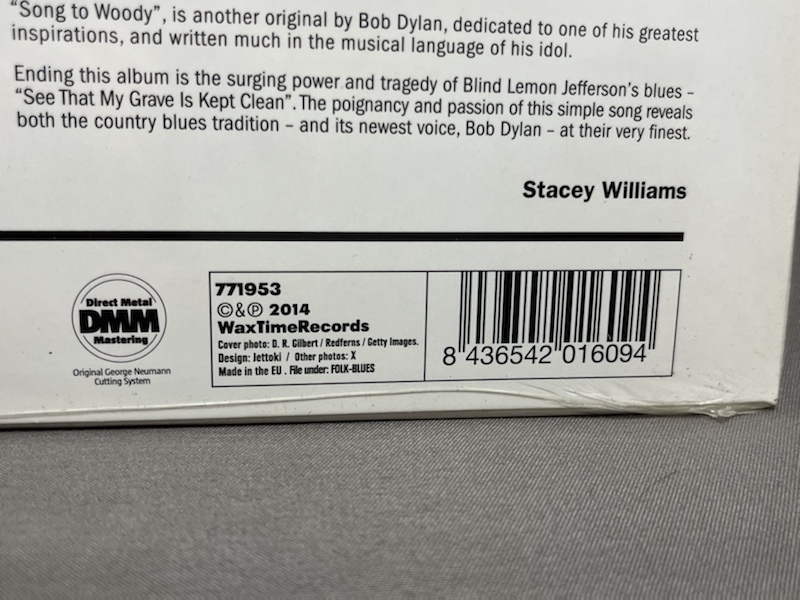 "Song to Woody", is another original by Bob Dylan, dedicated to one of his greatest
inspirations, and written much in the musical language of his idol.
Ending this album is the surging power and tragedy of Blind Lemon Jefferson's blues –
"See That My Grave Is Kept Clean". The poignancy and passion of this simple song reveals
both the country blues tradition – and its newest voice, Bob Dylan – at their very finest.
Stacey Williams
Direct Metal
DMM
Mastering
Original George Neumann
Cutting System
771953
©&℗ 2014
WaxTimeRecords
Cover photo: D. R. Gilbert / Redferns / Getty Images.
Design: Jettoki / Other photos: X
Made in the EU . File under: FOLK-BLUES
8 436542 016094